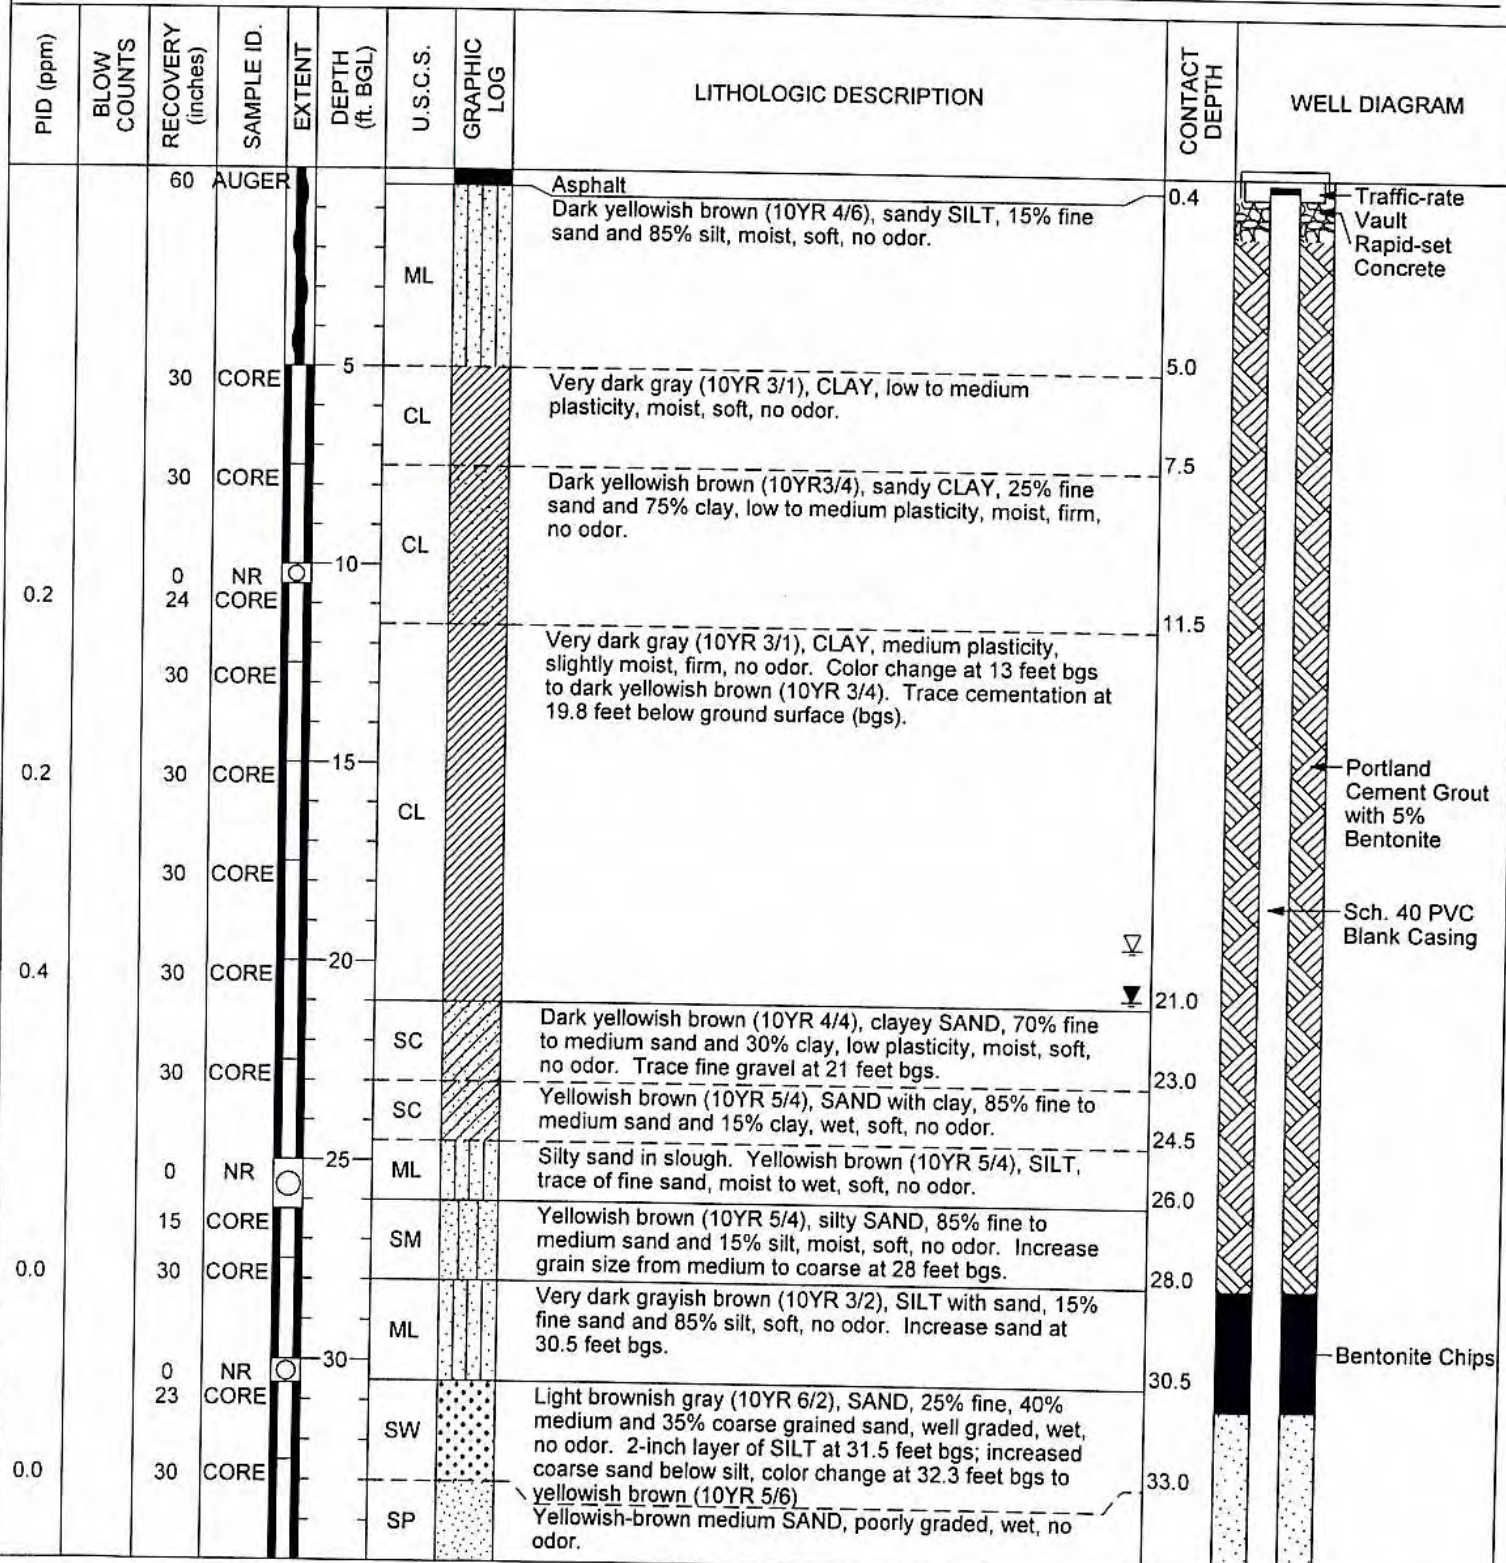 PID (ppm)
BLOW
COUNTS
RECOVERY
(inches)
SAMPLE ID.
EXTENT
DEPTH
(ft. BGL)
U.S.C.S.
GRAPHIC
LOG
LITHOLOGIC DESCRIPTION
CONTACT
DEPTH
WELL DIAGRAM
60 AUGER
Asphalt
0.4
Traffic-rate
Vault
Rapid-set
Concrete
Dark yellowish brown (10YR 4/6), sandy SILT, 15% fine
sand and 85% silt, moist, soft, no odor.
ML
5
5.0
30 CORE
Very dark gray (10YR 3/1), CLAY, low to medium
plasticity, moist, soft, no odor.
CL
7.5
30 CORE
Dark yellowish brown (10YR3/4), sandy CLAY, 25% fine
sand and 75% clay, low to medium plasticity, moist, firm,
no odor.
CL
10
0 NR
0.2
24 CORE
11.5
Very dark gray (10YR 3/1), CLAY, medium plasticity,
slightly moist, firm, no odor. Color change at 13 feet bgs
to dark yellowish brown (10YR 3/4). Trace cementation at
19.8 feet below ground surface (bgs).
30 CORE
15
0.2
30 CORE
CL
Portland
Cement Grout
with 5%
Bentonite
30 CORE
Sch. 40 PVC
Blank Casing
20
0.4
30 CORE
21.0
Dark yellowish brown (10YR 4/4), clayey SAND, 70% fine
to medium sand and 30% clay, low plasticity, moist, soft,
no odor. Trace fine gravel at 21 feet bgs.
SC
30 CORE
23.0
Yellowish brown (10YR 5/4), SAND with clay, 85% fine to
medium sand and 15% clay, wet, soft, no odor.
SC
24.5
25
0 NR
ML
Silty sand in slough. Yellowish brown (10YR 5/4), SILT,
trace of fine sand, moist to wet, soft, no odor.
26.0
15 CORE
SM
Yellowish brown (10YR 5/4), silty SAND, 85% fine to
medium sand and 15% silt, moist, soft, no odor. Increase
grain size from medium to coarse at 28 feet bgs.
0.0
30 CORE
28.0
Very dark grayish brown (10YR 3/2), SILT with sand, 15%
fine sand and 85% silt, soft, no odor. Increase sand at
30.5 feet bgs.
ML
30
Bentonite Chips
0 NR
30.5
23 CORE
SW
Light brownish gray (10YR 6/2), SAND, 25% fine, 40%
medium and 35% coarse grained sand, well graded, wet,
no odor. 2-inch layer of SILT at 31.5 feet bgs; increased
coarse sand below silt, color change at 32.3 feet bgs to
yellowish brown (10YR 5/6)
0.0
30 CORE
33.0
SP
Yellowish-brown medium SAND, poorly graded, wet, no
odor.